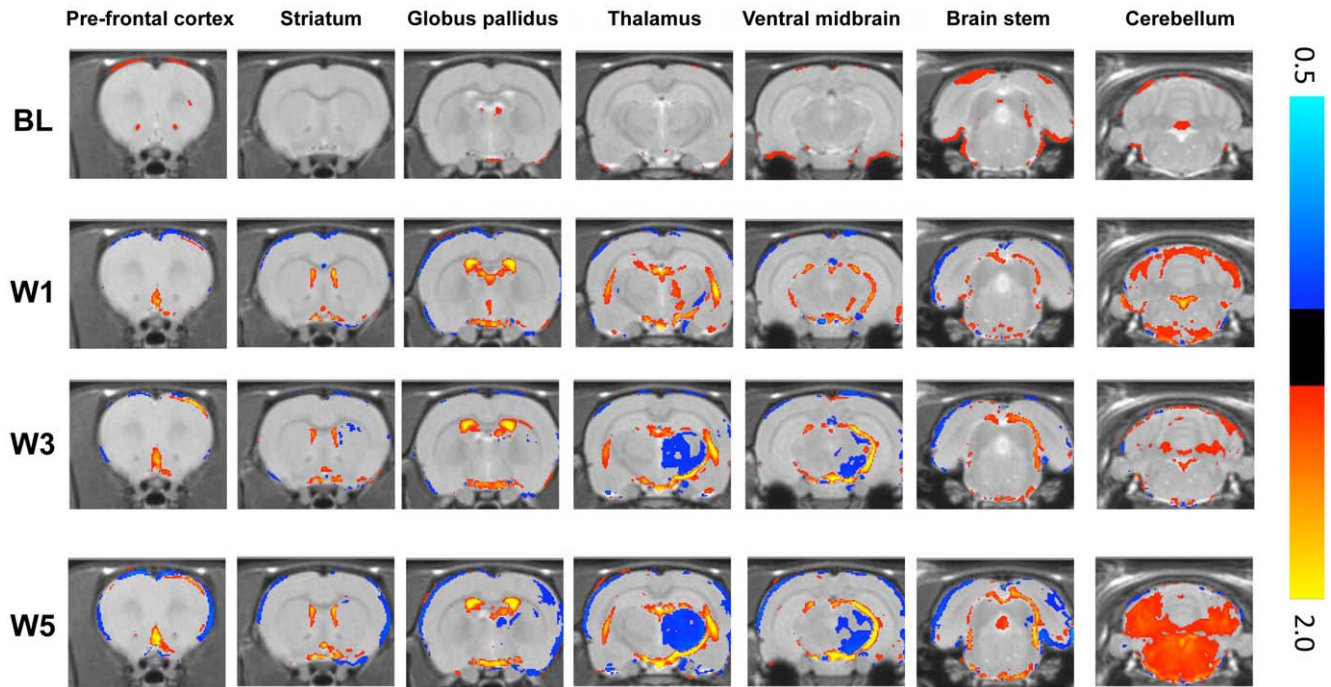 Pre-frontal cortex Striatum Globus pallidus Thalamus Ventral midbrain Brain stem Cerebellum
BL
W1
W3
W5
0.5
2.0